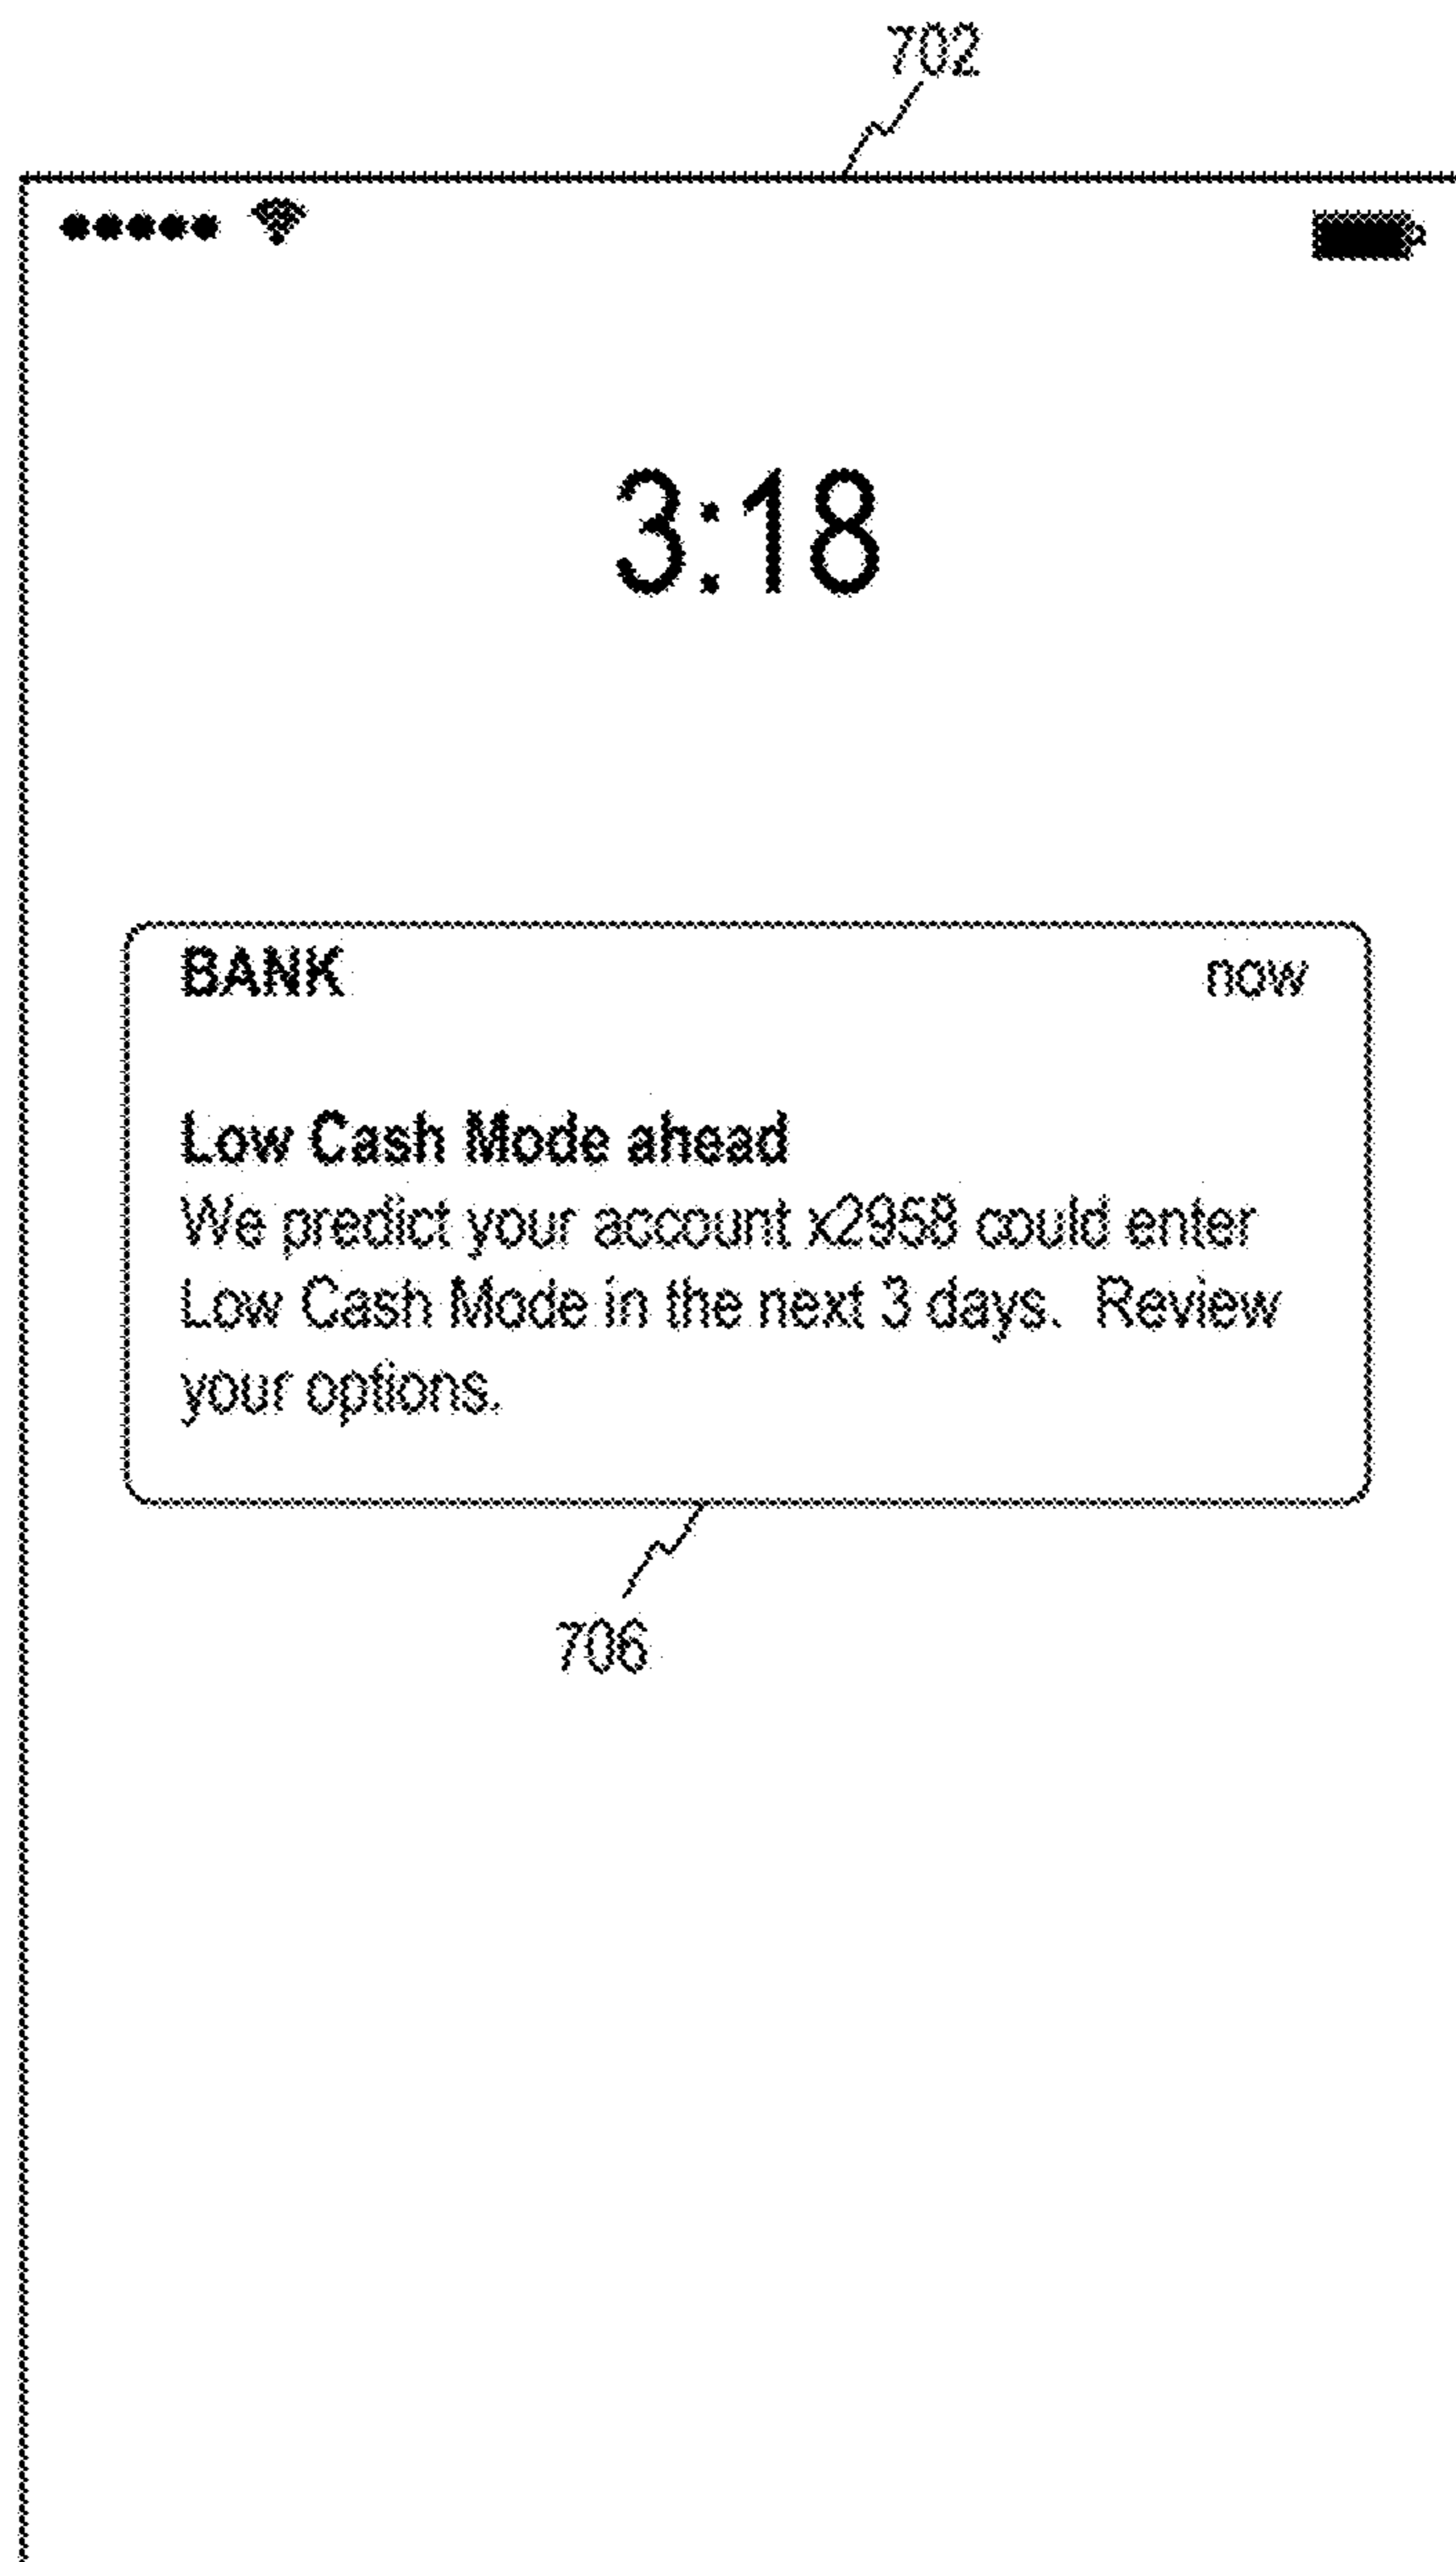 702
3:18
BANK now
Low Cash Mode ahead
We predict your account x2958 could enter
Low Cash Mode in the next 3 days. Review
your options.
706